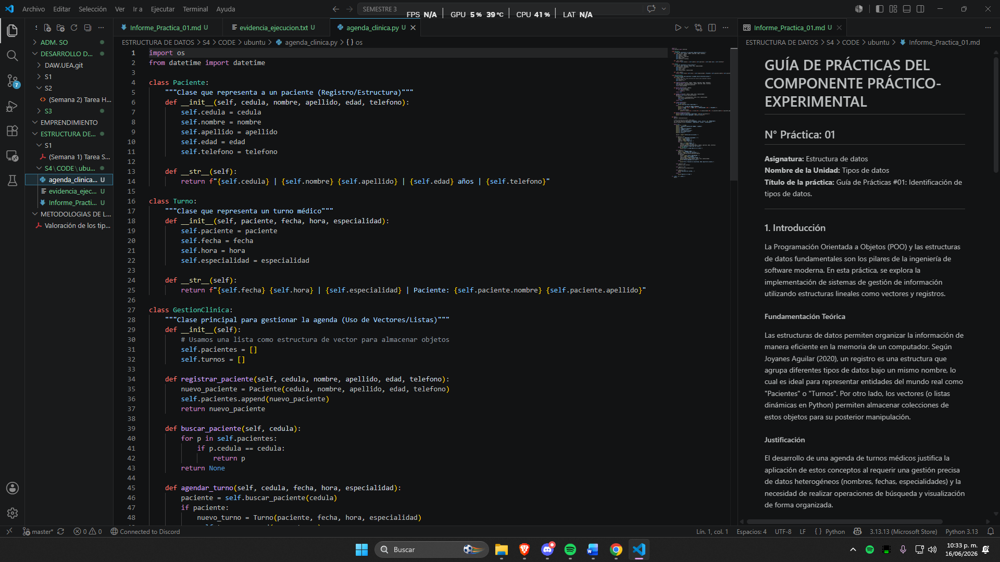 Archivo Editar Selección Ver Ir a Ejecutar Terminal Ayuda
SEMESTRE 3
FPS N/A GPU 5 % 39 °C CPU 41 % LAT N/A
ADM. SO
DESARROLLO D...
DAW.UEA.git
S1
S2
(Semana 2) Tarea H...
S3
EMPRENDIMIENTO
ESTRUCTURA DE...
S1
(Semana 1) Tarea S...
S4\CODE\ubu...
agenda_clinica... U
evidencia_ejec... U
Informe_Practi... U
METODOLOGIAS DE L...
Valoración de los tip...
7
Informe_Practica_01.md U
evidencia_ejecucion.txt U
agenda_clinica.py U
ESTRUCTURA DE DATOS > S4 > CODE > ubuntu > agenda_clinica.py > { } os
1 import os
2 from datetime import datetime
3
4 class Paciente:
5 """Clase que representa a un paciente (Registro/Estructura)"""
6 def __init__(self, cedula, nombre, apellido, edad, telefono):
7 self.cedula = cedula
8 self.nombre = nombre
9 self.apellido = apellido
10 self.edad = edad
11 self.telefono = telefono
12
13 def __str__(self):
14 return f"{self.cedula} | {self.nombre} {self.apellido} | {self.edad} años | {self.telefono}"
15
16 class Turno:
17 """Clase que representa un turno médico"""
18 def __init__(self, paciente, fecha, hora, especialidad):
19 self.paciente = paciente
20 self.fecha = fecha
21 self.hora = hora
22 self.especialidad = especialidad
23
24 def __str__(self):
25 return f"{self.fecha} {self.hora} | {self.especialidad} | Paciente: {self.paciente.nombre} {self.paciente.apellido}"
26
27 class GestionClinica:
28 """Clase principal para gestionar la agenda (Uso de Vectores/Listas)"""
29 def __init__(self):
30 # Usamos una lista como estructura de vector para almacenar objetos
31 self.pacientes = []
32 self.turnos = []
33
34 def registrar_paciente(self, cedula, nombre, apellido, edad, telefono):
35 nuevo_paciente = Paciente(cedula, nombre, apellido, edad, telefono)
36 self.pacientes.append(nuevo_paciente)
37 return nuevo_paciente
38
39 def buscar_paciente(self, cedula):
40 for p in self.pacientes:
41 if p.cedula == cedula:
42 return p
43 return None
44
45 def agendar_turno(self, cedula, fecha, hora, especialidad):
46 paciente = self.buscar_paciente(cedula)
47 if paciente:
48 nuevo_turno = Turno(paciente, fecha, hora, especialidad)
Informe_Practica_01.md U
ESTRUCTURA DE DATOS > S4 > CODE > ubuntu > Informe_Practica_01.md
GUÍA DE PRÁCTICAS DEL
COMPONENTE PRÁCTICO-
EXPERIMENTAL
N° Práctica: 01
Asignatura: Estructura de datos
Nombre de la Unidad: Tipos de datos
Título de la práctica: Guía de Prácticas #01: Identificación de
tipos de datos.
1. Introducción
La Programación Orientada a Objetos (POO) y las estructuras
de datos fundamentales son los pilares de la ingeniería de
software moderna. En esta práctica, se explora la
implementación de sistemas de gestión de información
utilizando estructuras lineales como vectores y registros.
Fundamentación Teórica
Las estructuras de datos permiten organizar la información de
manera eficiente en la memoria de un computador. Según
Joyanes Aguilar (2020), un registro es una estructura que
agrupa diferentes tipos de datos bajo un mismo nombre, lo
cual es ideal para representar entidades del mundo real como
"Pacientes" o "Turnos". Por otro lado, los vectores (o listas
dinámicas en Python) permiten almacenar colecciones de
estos objetos para su posterior manipulación.
Justificación
El desarrollo de una agenda de turnos médicos justifica la
aplicación de estos conceptos al requerir una gestión precisa
de datos heterogéneos (nombres, fechas, especialidades) y la
necesidad de realizar operaciones de búsqueda y visualización
de forma organizada.
master* 0 0 Connected to Discord
Lín. 1, col. 1 Espacios: 4 UTF-8 LF { } Python 3.13.13 (Microsoft Store) Python 3.13
Buscar
10:33 p. m.
16/06/2026